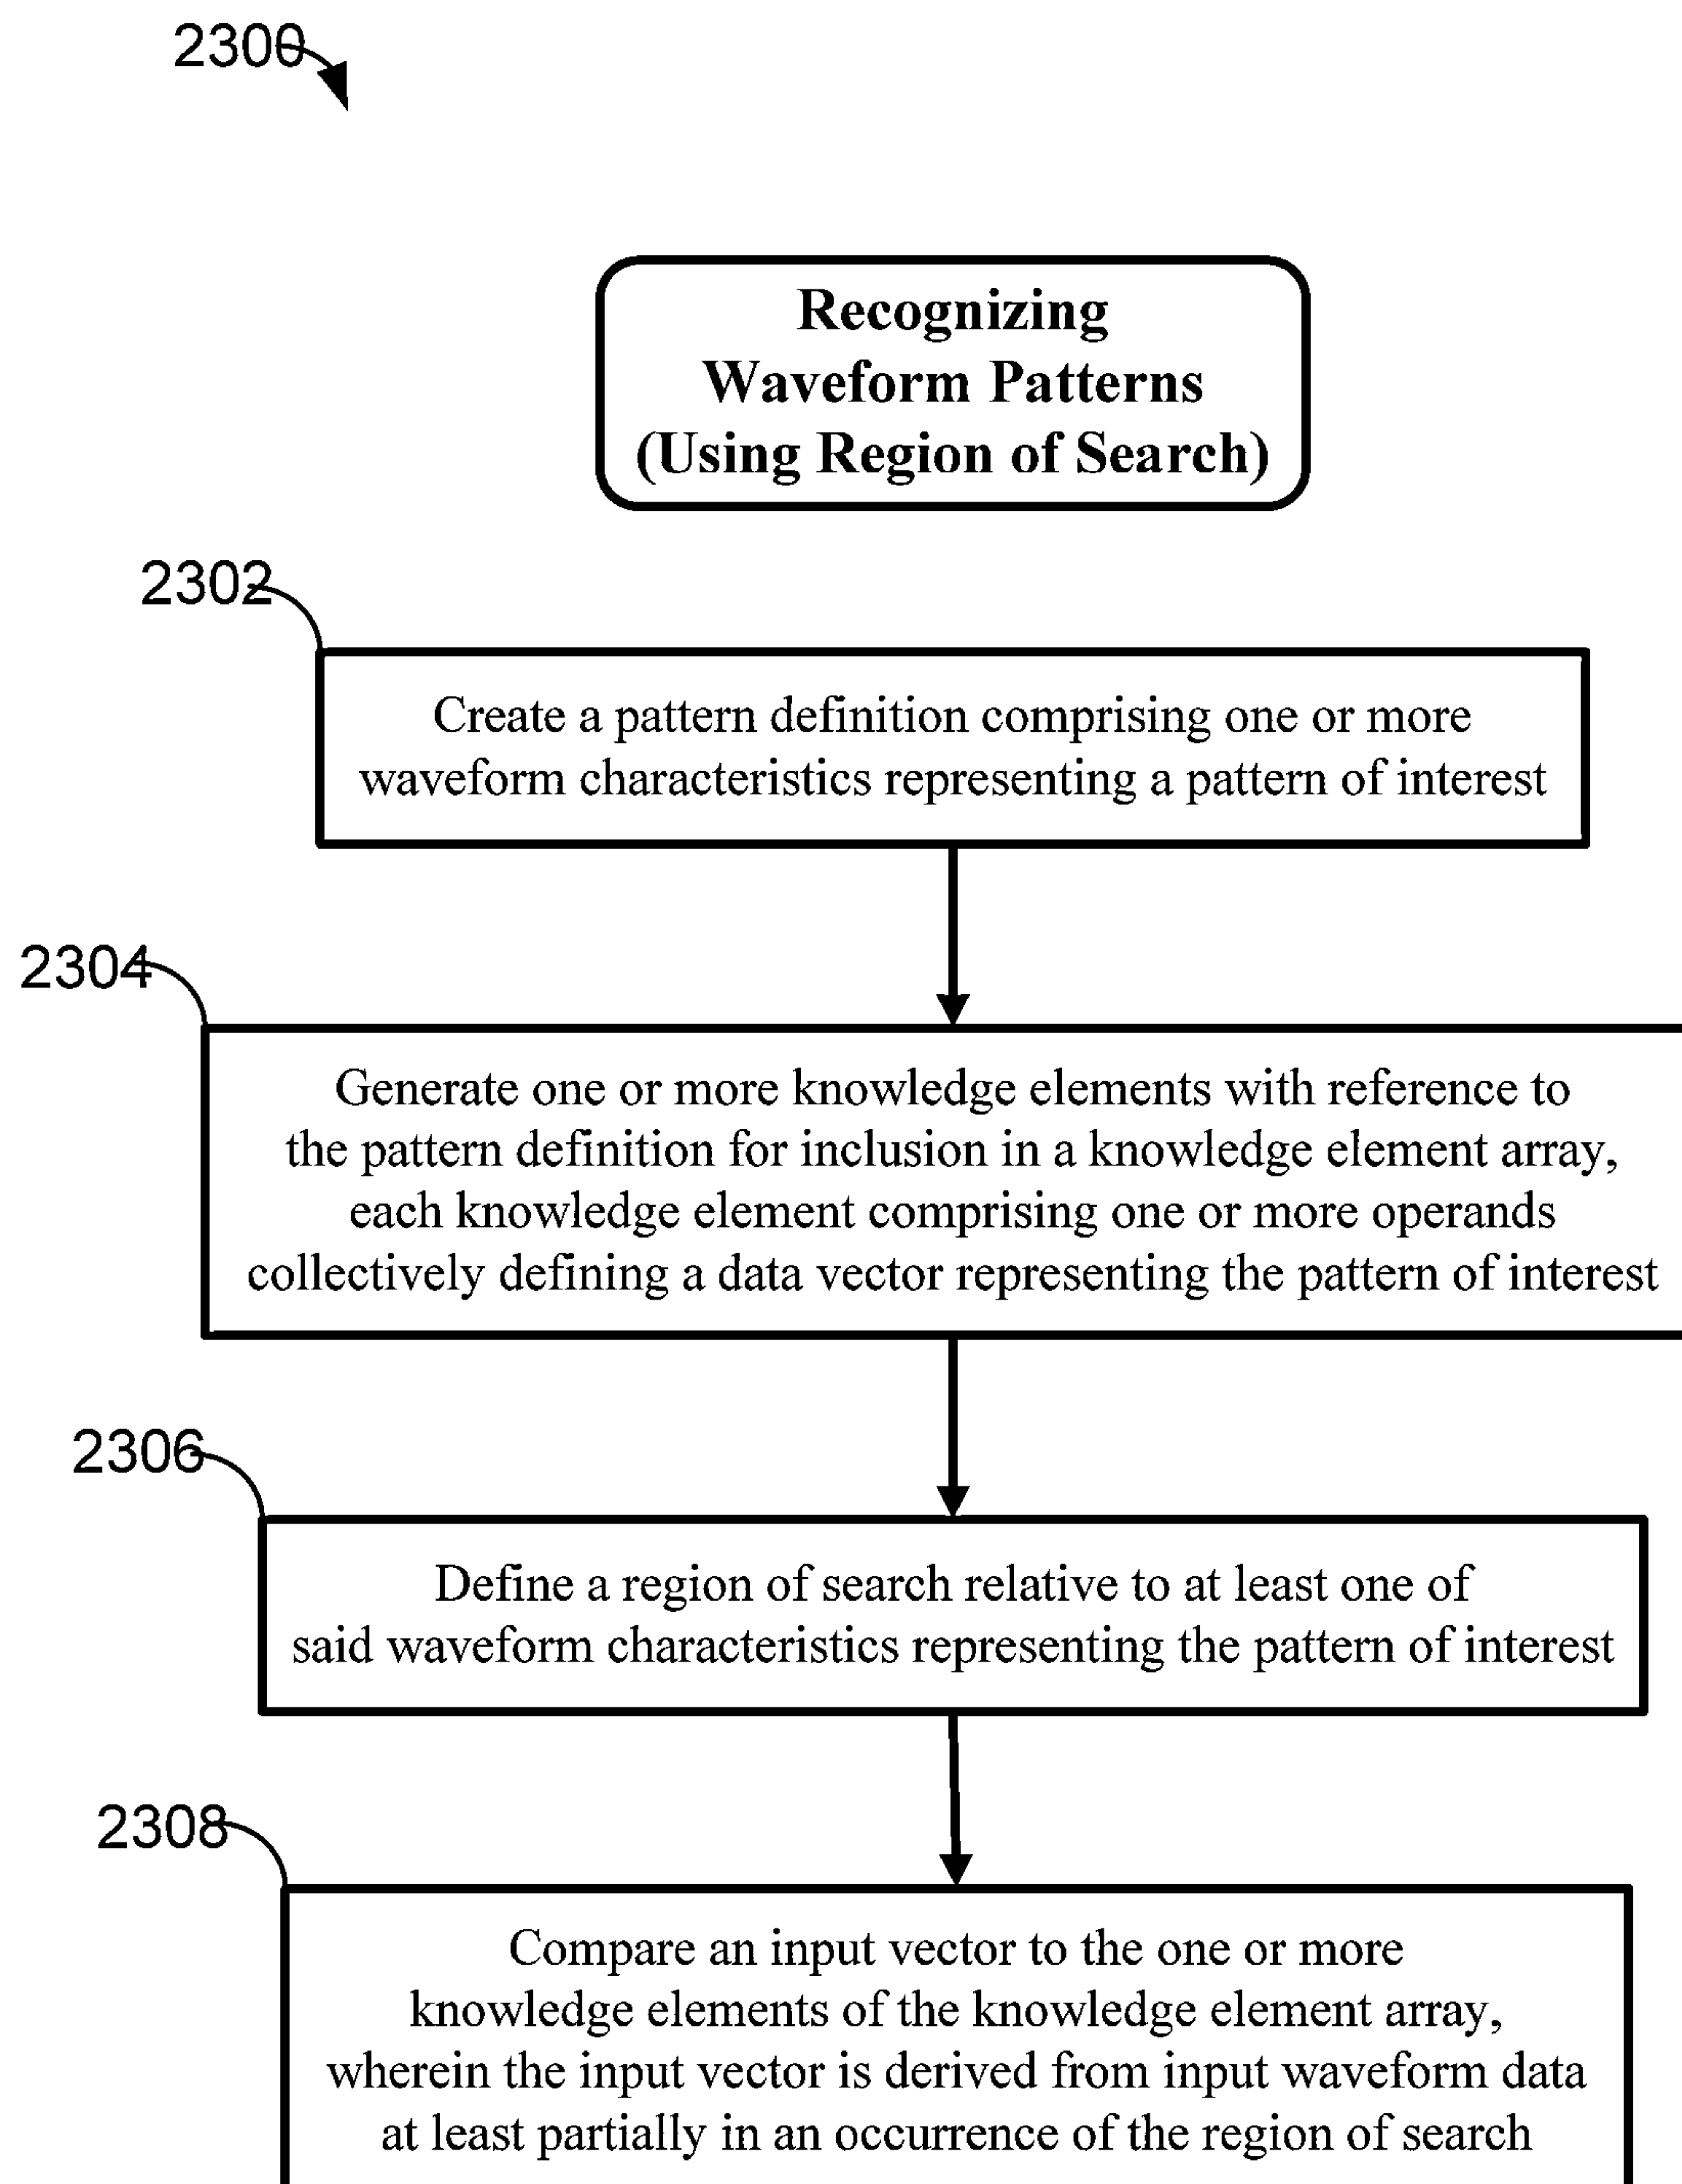 2300
Recognizing
Waveform Patterns
(Using Region of Search)
2302
Create a pattern definition comprising one or more
waveform characteristics representing a pattern of interest
2304
Generate one or more knowledge elements with reference to
the pattern definition for inclusion in a knowledge element array,
each knowledge element comprising one or more operands
collectively defining a data vector representing the pattern of interest
2306
Define a region of search relative to at least one of
said waveform characteristics representing the pattern of interest
2308
Compare an input vector to the one or more
knowledge elements of the knowledge element array,
wherein the input vector is derived from input waveform data
at least partially in an occurrence of the region of search